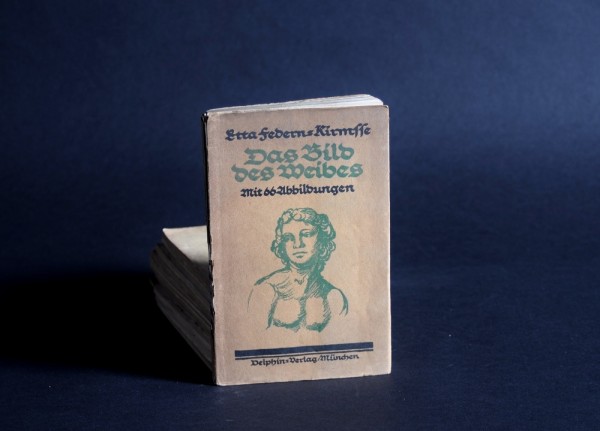 Etta Federn=Kirmsse
Das Bild
des Weibes
Mit 66 Abbildungen
Delphin=Verlag/München